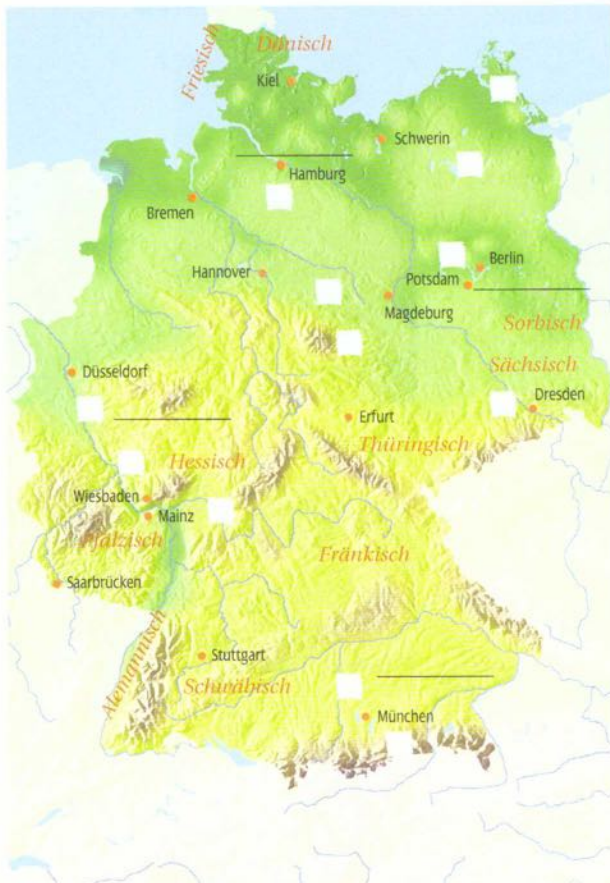 Friesisch
Dänisch
Kiel
Schwerin
Hamburg
Bremen
Hannover
Berlin
Potsdam
Magdeburg
Sorbisch
Sächsisch
Düsseldorf
Dresden
Erfurt
Thüringisch
Hessisch
Wiesbaden
Mainz
Pfälzisch
Fränkisch
Saarbrücken
Alemannisch
Stuttgart
Schwäbisch
München